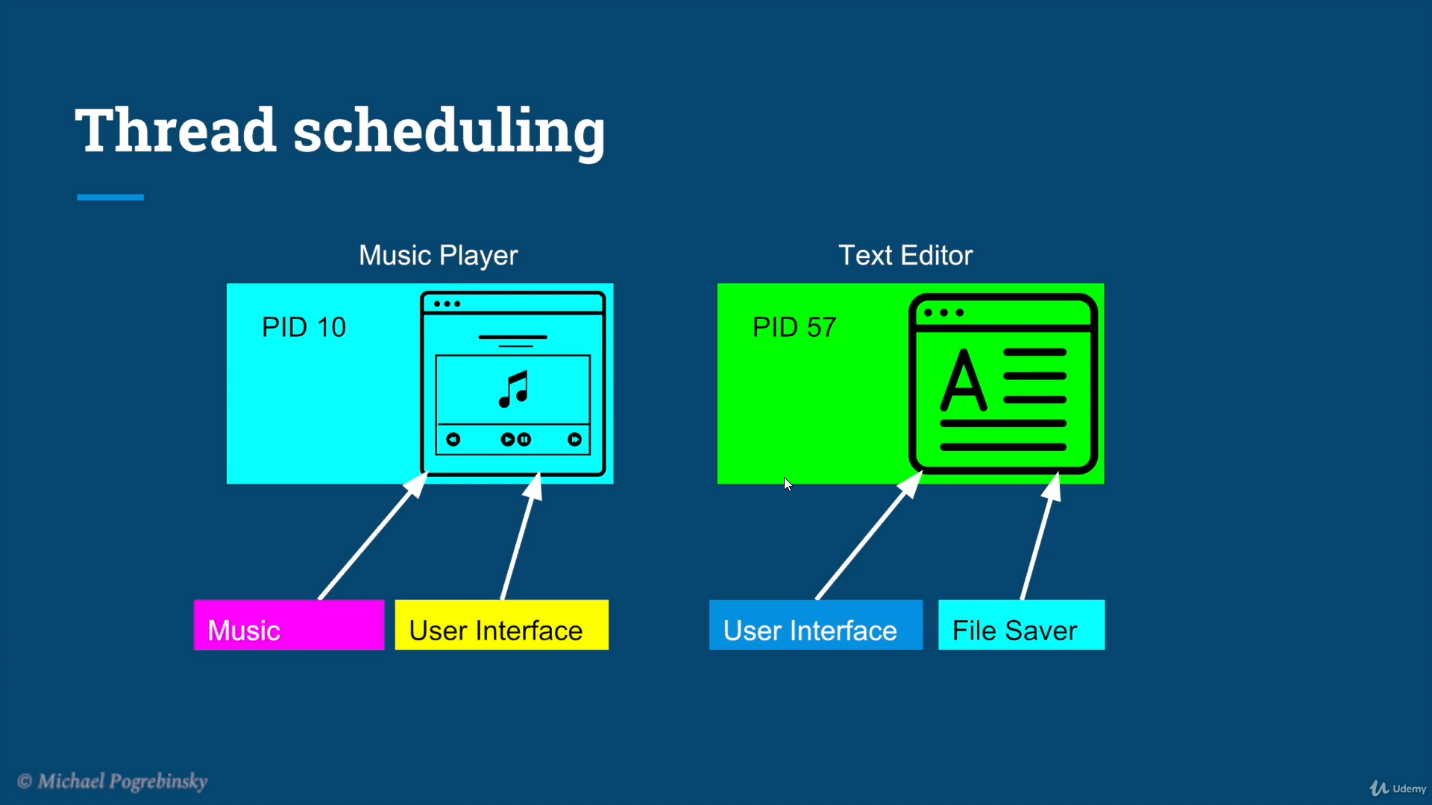 Thread scheduling
Music Player
Text Editor
PID 10
PID 57
A
Music
User Interface
User Interface
File Saver
© Michael Pogrebinsky
Udemy